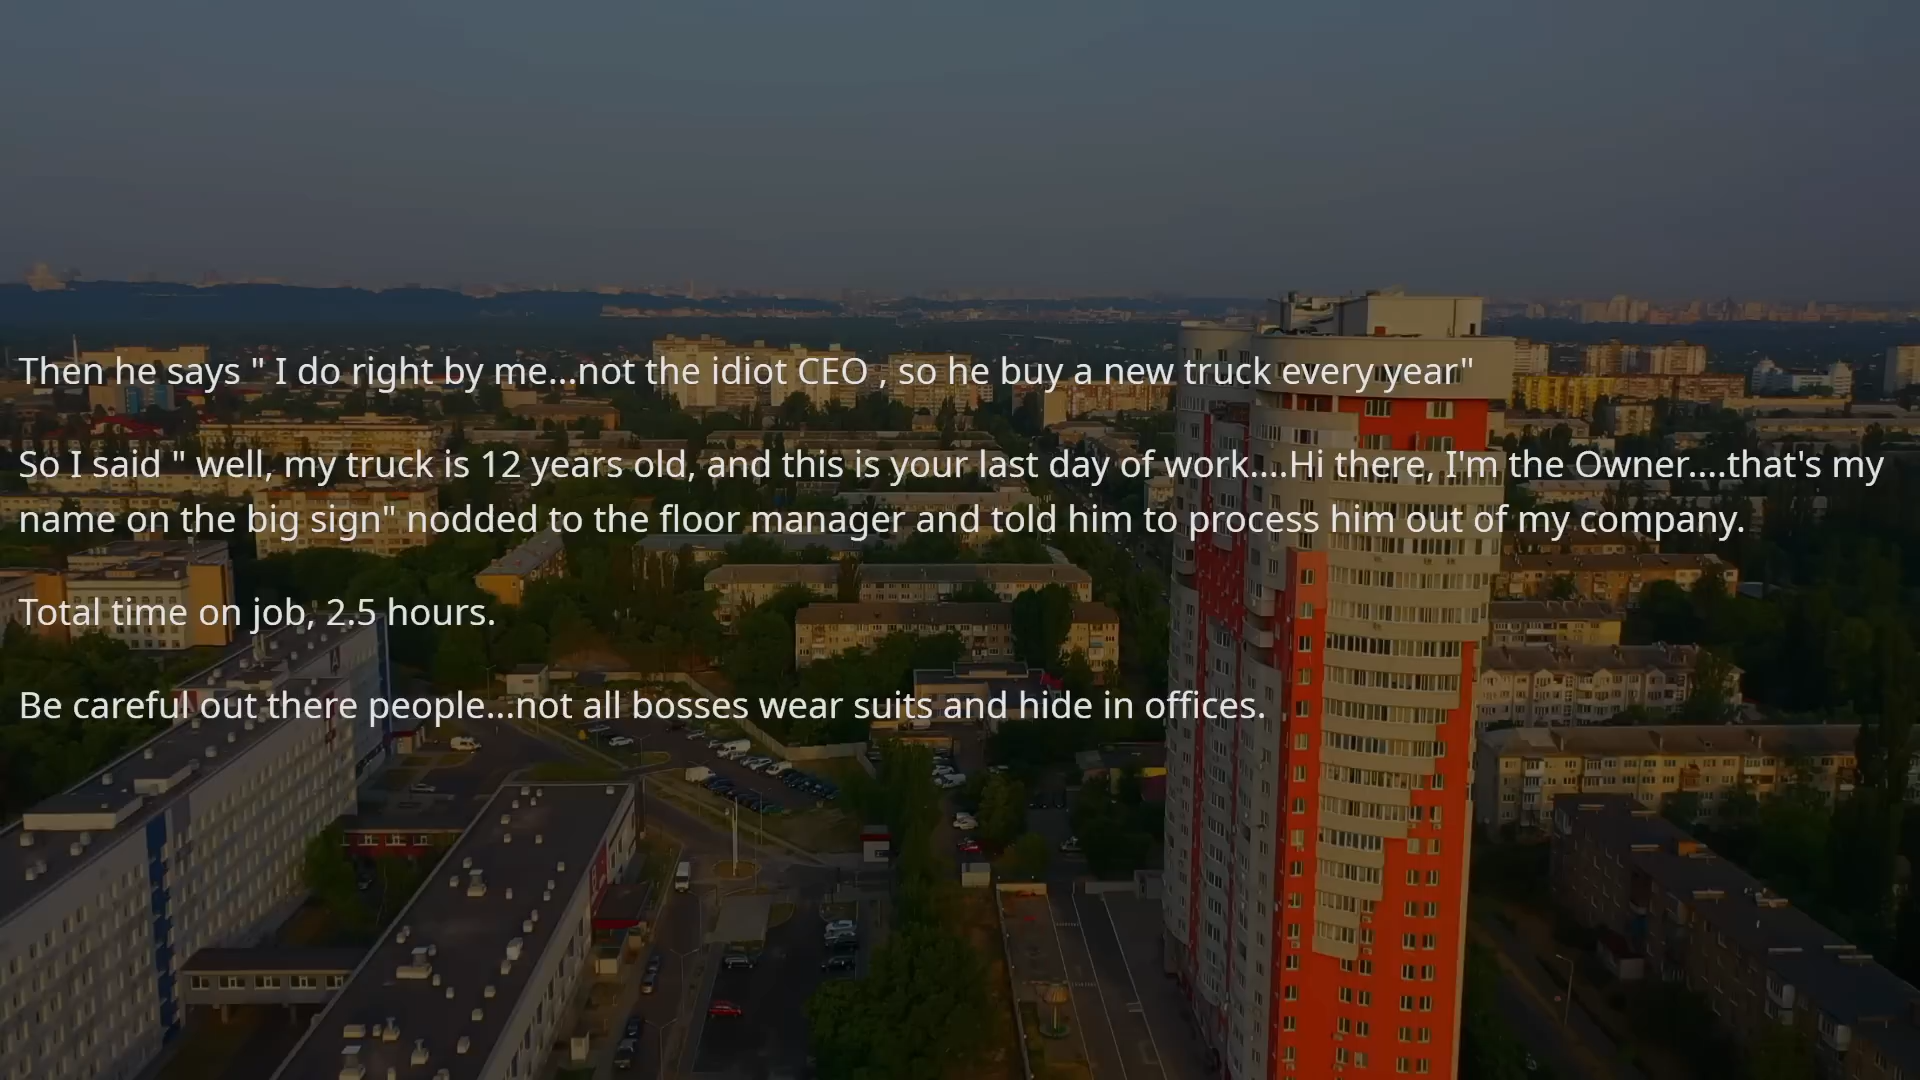 Then he says " I do right by me...not the idiot CEO , so he buy a new truck every year"
So I said " well, my truck is 12 years old, and this is your last day of work....Hi there, I'm the Owner....that's my
name on the big sign" nodded to the floor manager and told him to process him out of my company.
Total time on job, 2.5 hours.
Be careful out there people...not all bosses wear suits and hide in offices.